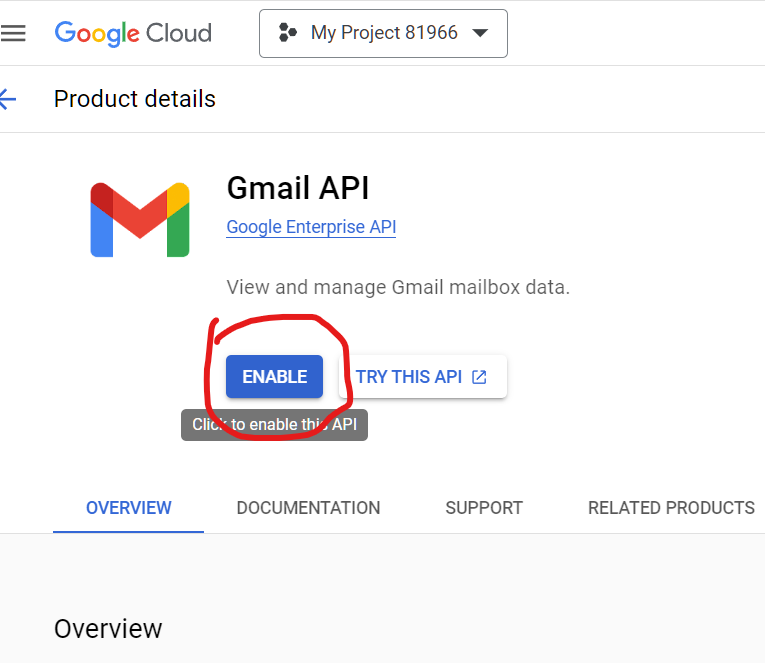 Google Cloud My Project 81966
Product details
Gmail API
Google Enterprise API
View and manage Gmail mailbox data.
ENABLE TRY THIS API
Click to enable this API
OVERVIEW DOCUMENTATION SUPPORT RELATED PRODUCTS
Overview